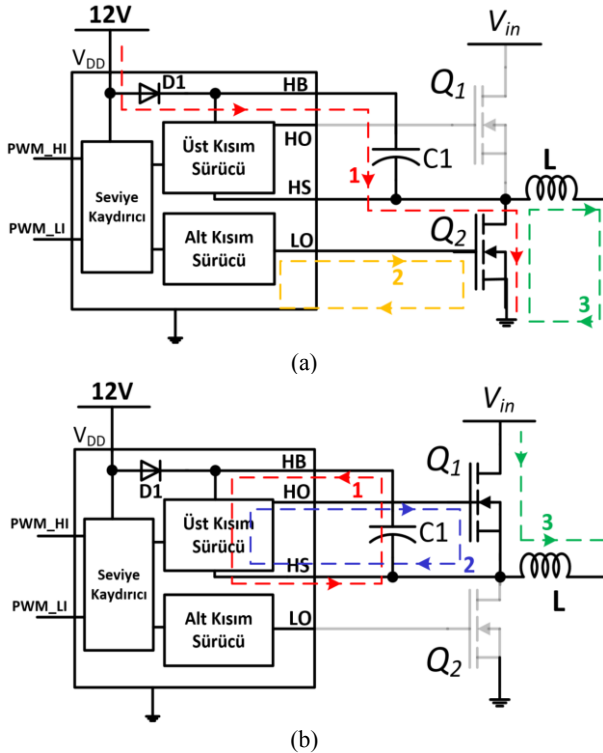 12V
V_DD
D1
HB
V_in
Q_1
PWM_HI
Üst Kısım
Sürücü
HO
C1
L
Seviye
Kaydırıcı
1
HS
PWM_LI
Alt Kısım
Sürücü
LO
Q_2
2
3
(a)
12V
V_DD
D1
HB
V_in
Q_1
1
HO
PWM_HI
Üst Kısım
Sürücü
C1
3
Seviye
Kaydırıcı
HS
2
L
PWM_LI
Alt Kısım
Sürücü
LO
Q_2
(b)